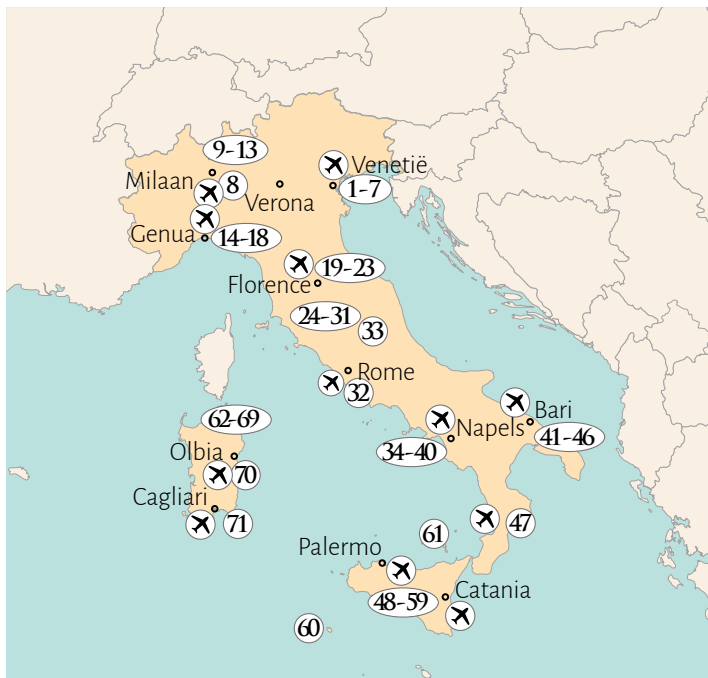 9-13
Milaan
8
Venetië
1-7
Verona
Genua
14-18
19-23
Florence
24-31
33
Rome
32
62-69
Olbia
70
Cagliari
71
Napels
34-40
Bari
41-46
47
61
Palermo
48-59
Catania
60